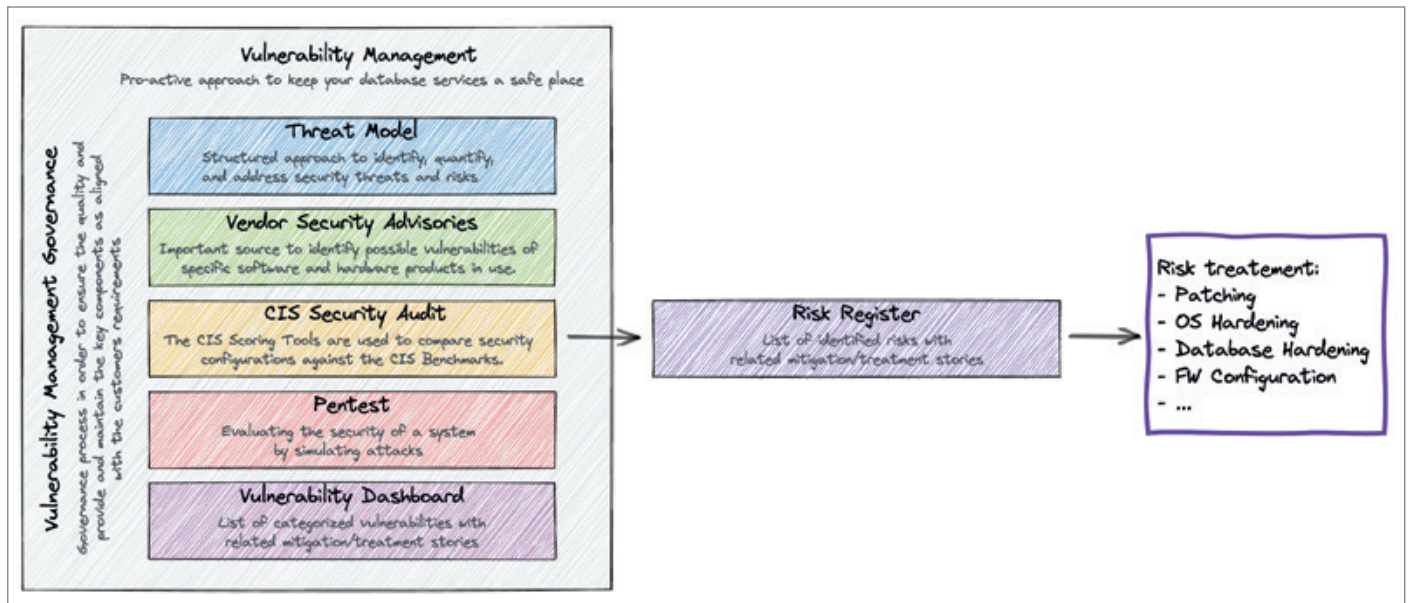 Vulnerability Management
Pro-active approach to keep your database services a safe place
Vulnerability Management Governance
Governance process in order to ensure the quality and
provide and maintain the key components as aligned
with the customers requirements
Threat Model
Structured approach to identify, quantify,
and address security threats and risks
Vendor Security Advisories
Important source to identify possible vulnerabilities of
specific software and hardware products in use.
CIS Security Audit
The CIS Scoring Tools are used to compare security
configurations against the CIS Benchmarks.
Pentest
Evaluating the security of a system
by simulating attacks
Vulnerability Dashboard
List of categorized vulnerabilities with
related mitigation/treatment stories
Risk Register
List of identified risks with
related mitigation/treatment stories
Risk treatement:
- Patching
- OS Hardening
- Database Hardening
- FW Configuration
- ...